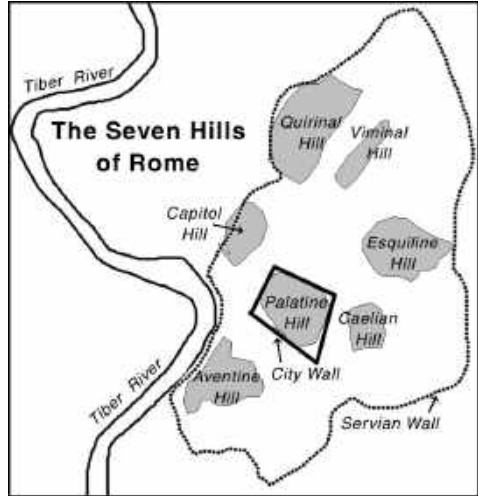 Tiber River
The Seven Hills
of Rome
Quirinal
Hill
Viminal
Hill
Capitol
Hill
Esquiline
Hill
Palatine
Hill
Caelian
Hill
City Wall
Aventine
Hill
Tiber River
Servian Wall